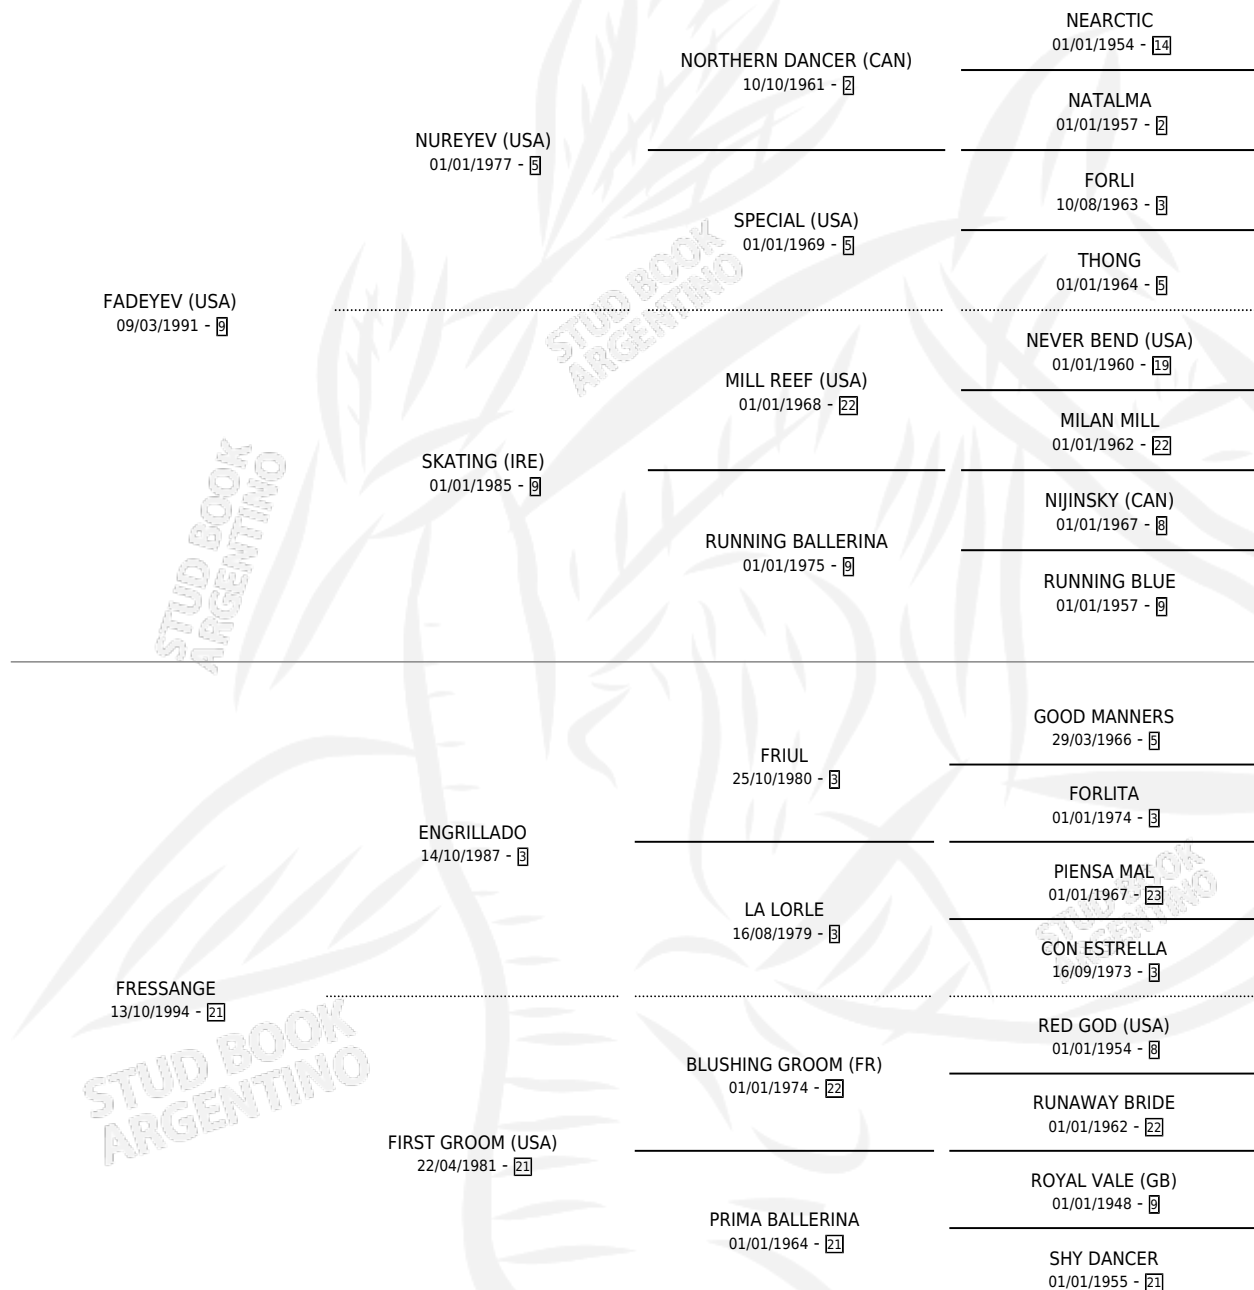 NEARCTIC
01/01/1954 - 14
NORTHERN DANCER (CAN)
10/10/1961 - 2
NATALMA
01/01/1957 - 2
NUREYEV (USA)
01/01/1977 - 5
FORLI
10/08/1963 - 3
SPECIAL (USA)
01/01/1969 - 5
THONG
01/01/1964 - 5
FADEYEV (USA)
09/03/1991 - 9
NEVER BEND (USA)
01/01/1960 - 19
MILL REEF (USA)
01/01/1968 - 22
MILAN MILL
01/01/1962 - 22
SKATING (IRE)
01/01/1985 - 9
NIJINSKY (CAN)
01/01/1967 - 8
RUNNING BALLERINA
01/01/1975 - 9
RUNNING BLUE
01/01/1957 - 9
GOOD MANNERS
29/03/1966 - 5
FRIUL
25/10/1980 - 3
FORLITA
01/01/1974 - 3
ENGRILLADO
14/10/1987 - 3
PIENSA MAL
01/01/1967 - 23
LA LORLE
16/08/1979 - 3
CON ESTRELLA
16/09/1973 - 3
FRESSANGE
13/10/1994 - 21
RED GOD (USA)
01/01/1954 - 8
BLUSHING GROOM (FR)
01/01/1974 - 22
RUNAWAY BRIDE
01/01/1962 - 22
FIRST GROOM (USA)
22/04/1981 - 21
ROYAL VALE (GB)
01/01/1948 - 9
PRIMA BALLERINA
01/01/1964 - 21
SHY DANCER
01/01/1955 - 21
STUD BOOK
ARGENTINO
STUD BOOK
ARGENTINO
STUD BOOK
ARGENTINO
STUD BOOK
ARGENTINO